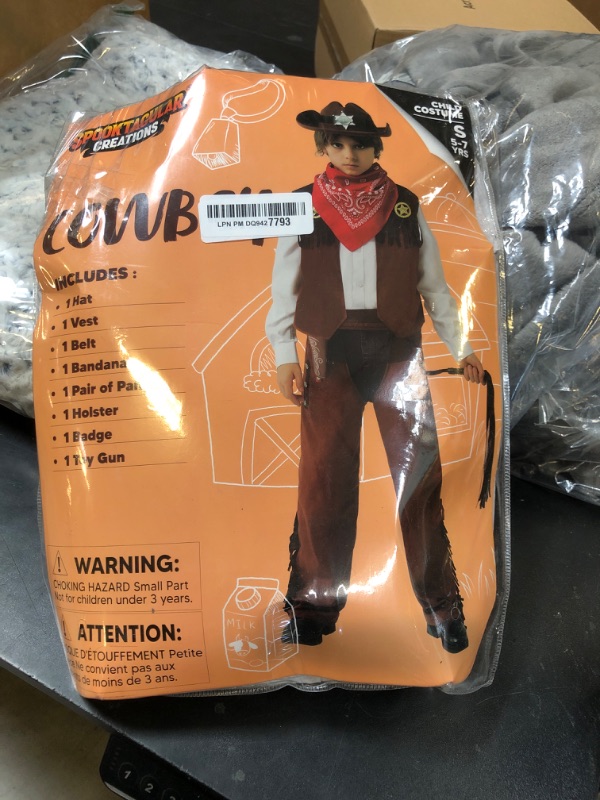 SPOOKTACULAR
CREATIONS
CHILD
COSTUME
S
5-7
YRS
LPN PM DQ9427793
INCLUDES :
• 1 Hat
• 1 Vest
• 1 Belt
• 1 Bandana
• 1 Pair of
• 1 Holster
• 1 Badge
• 1 Toy Gun
WARNING:
CHOKING HAZARD Small Part
Not for children under 3 years.
ATTENTION:
D'ÉTOUFFEMENT Petite
Ne convient pas aux
de moins de 3 ans.
MILK
1 2